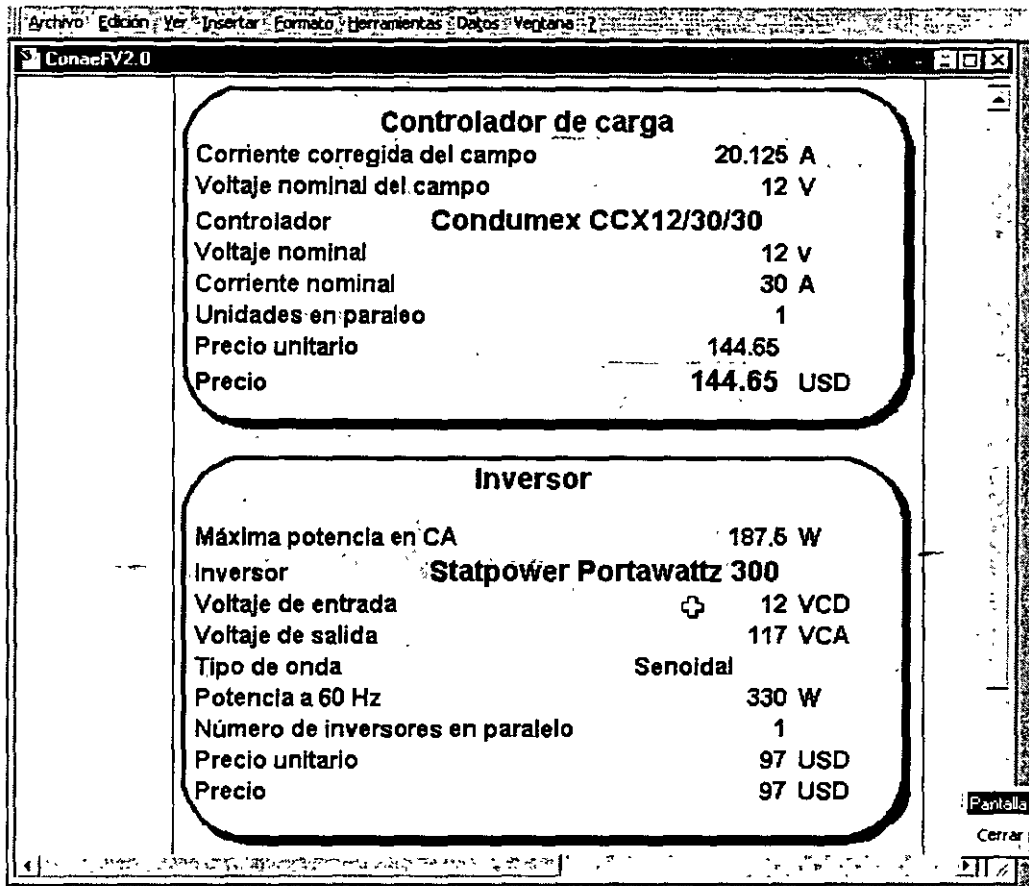 Archivo Edición Ver Insertar Formato Herramientas Datos Ventana ?
ConaeFV2.0
Controlador de carga
Corriente corregida del campo 20.125 A
Voltaje nominal del campo 12 V
Controlador Condumex CCX12/30/30
Voltaje nominal 12 v
Corriente nominal 30 A
Unidades en paraleo 1
Precio unitario 144.65
Precio 144.65 USD
Inversor
Máxima potencia en CA 187.5 W
Inversor Statpower Portawattz 300
Voltaje de entrada 12 VCD
Voltaje de salida 117 VCA
Tipo de onda Senoidal
Potencia a 60 Hz 330 W
Número de inversores en paralelo 1
Precio unitario 97 USD
Precio 97 USD
Pantalla
Cerrar